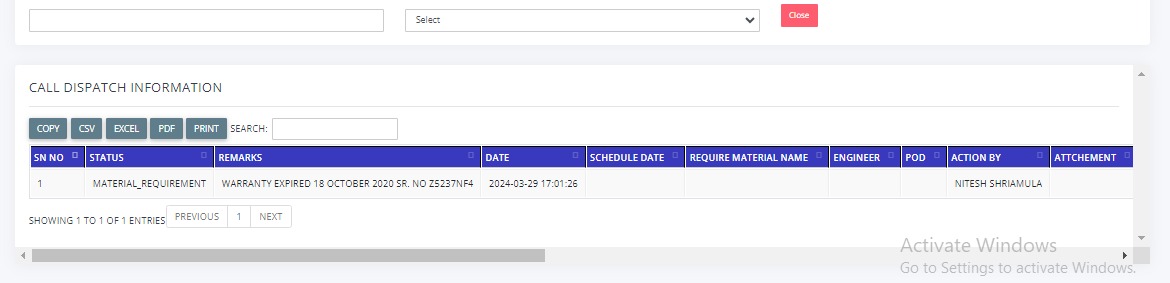 Select Close
CALL DISPATCH INFORMATION
COPY CSV EXCEL PDF PRINT SEARCH:
SN NO STATUS REMARKS DATE SCHEDULE DATE REQUIRE MATERIAL NAME ENGINEER POD ACTION BY ATTCHEMENT
1 MATERIAL_REQUIREMENT WARRANTY EXPIRED 18 OCTOBER 2020 SR. NO Z5237NF4 2024-03-29 17:01:26 NITESH SHRIAMULA
SHOWING 1 TO 1 OF 1 ENTRIES PREVIOUS 1 NEXT
Activate Windows
Go to Settings to activate Windows.